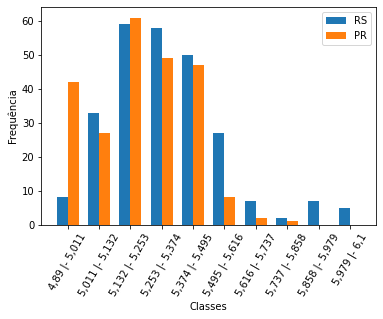 RS
PR
Frequência
60
50
40
30
20
10
0
4,89 |- 5,011
5,011 |- 5,132
5,132 |- 5,253
5,253 |- 5,374
5,374 |- 5,495
5,495 |- 5,616
5,616 |- 5,737
5,737 |- 5,858
5,858 |- 5,979
5,979 |- 6,1
Classes